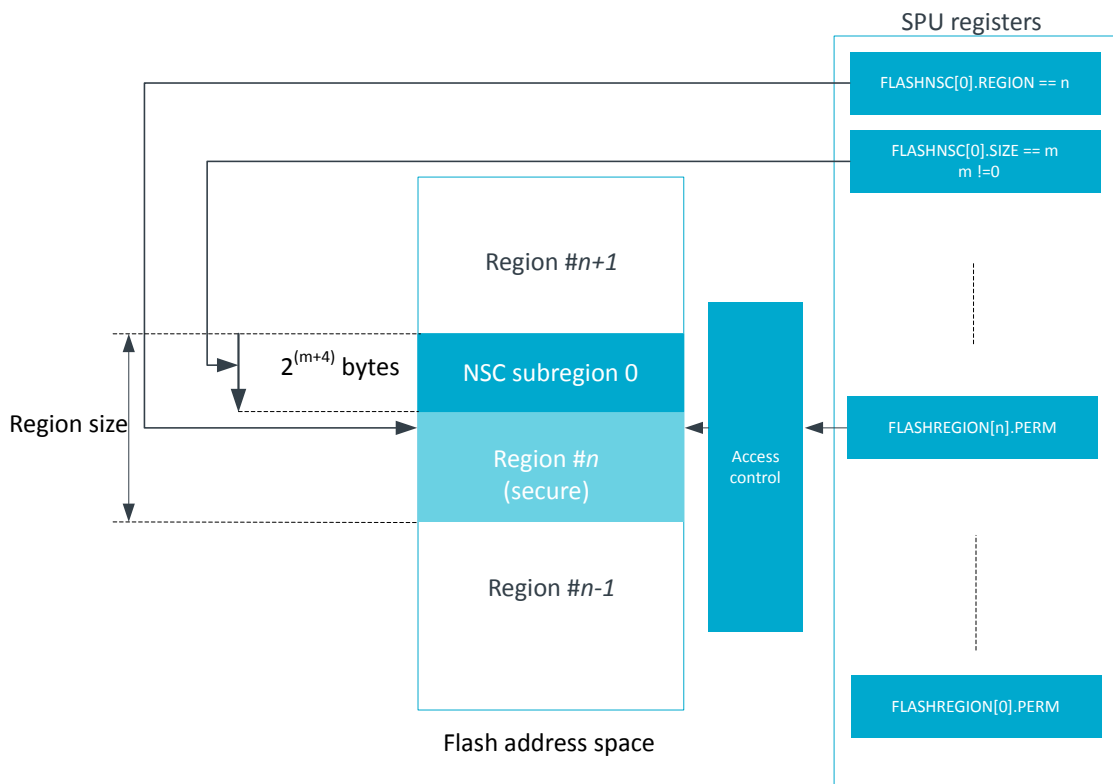 SPU registers
FLASHNSC[0].REGION == n
FLASHNSC[0].SIZE == m
m !=0
Region #n+1
2^(m+4) bytes
NSC subregion 0
Region size
FLASHREGION[n].PERM
Access
control
Region #n
(secure)
Region #n-1
FLASHREGION[0].PERM
Flash address space